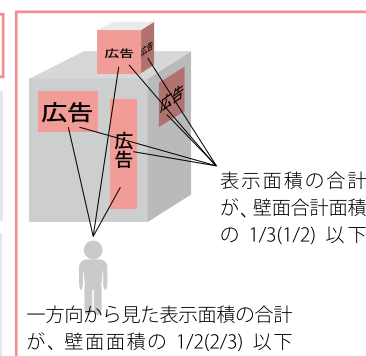 広告
広告
広告
広告
広告
表示面積の合計
が、壁面合計面積
の 1/3(1/2) 以下
一方向から見た表示面積の合計
が、壁面面積の 1/2(2/3) 以下